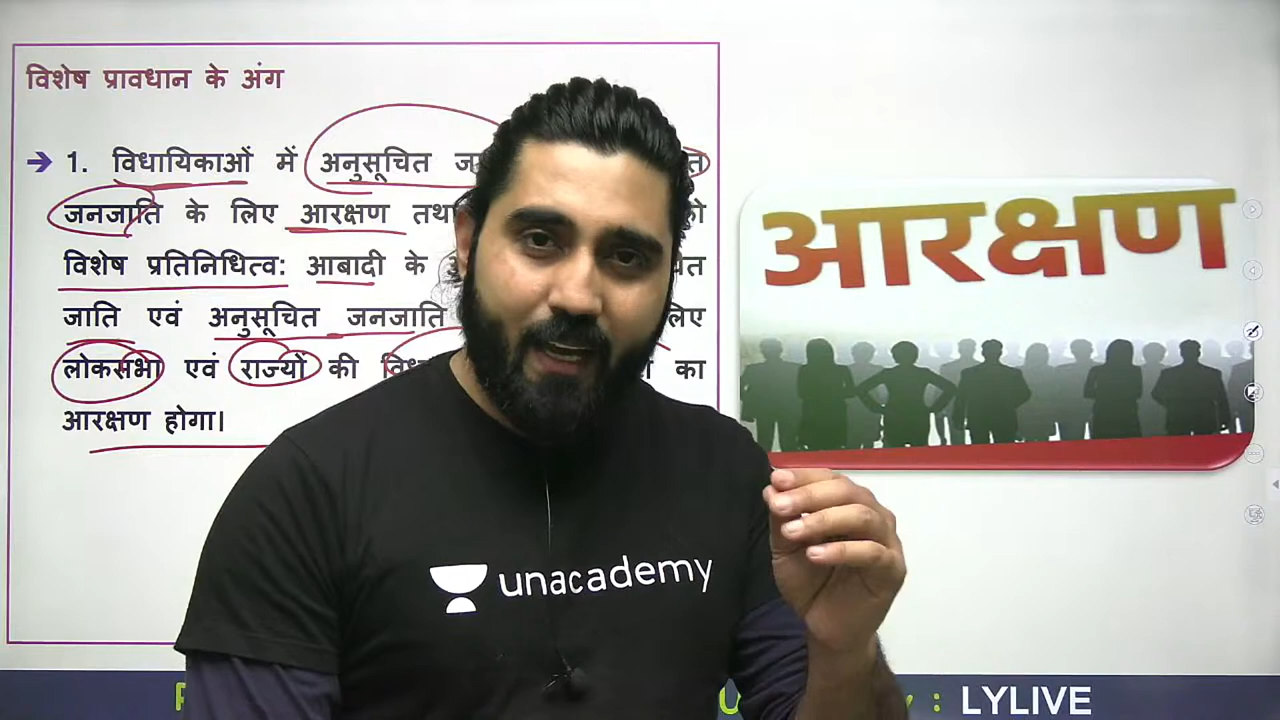 विशेष प्रावधान के अंग
1. विधायिकाओं में अनुसूचित
जनजाति के लिए आरक्षण
विशेष प्रतिनिधित्व: आबादी के
जाति एवं अनुसूचित जनजाति
लोकसभा एवं राज्यों की का
आरक्षण होगा।
आरक्षण
unacademy
: LYLIVE